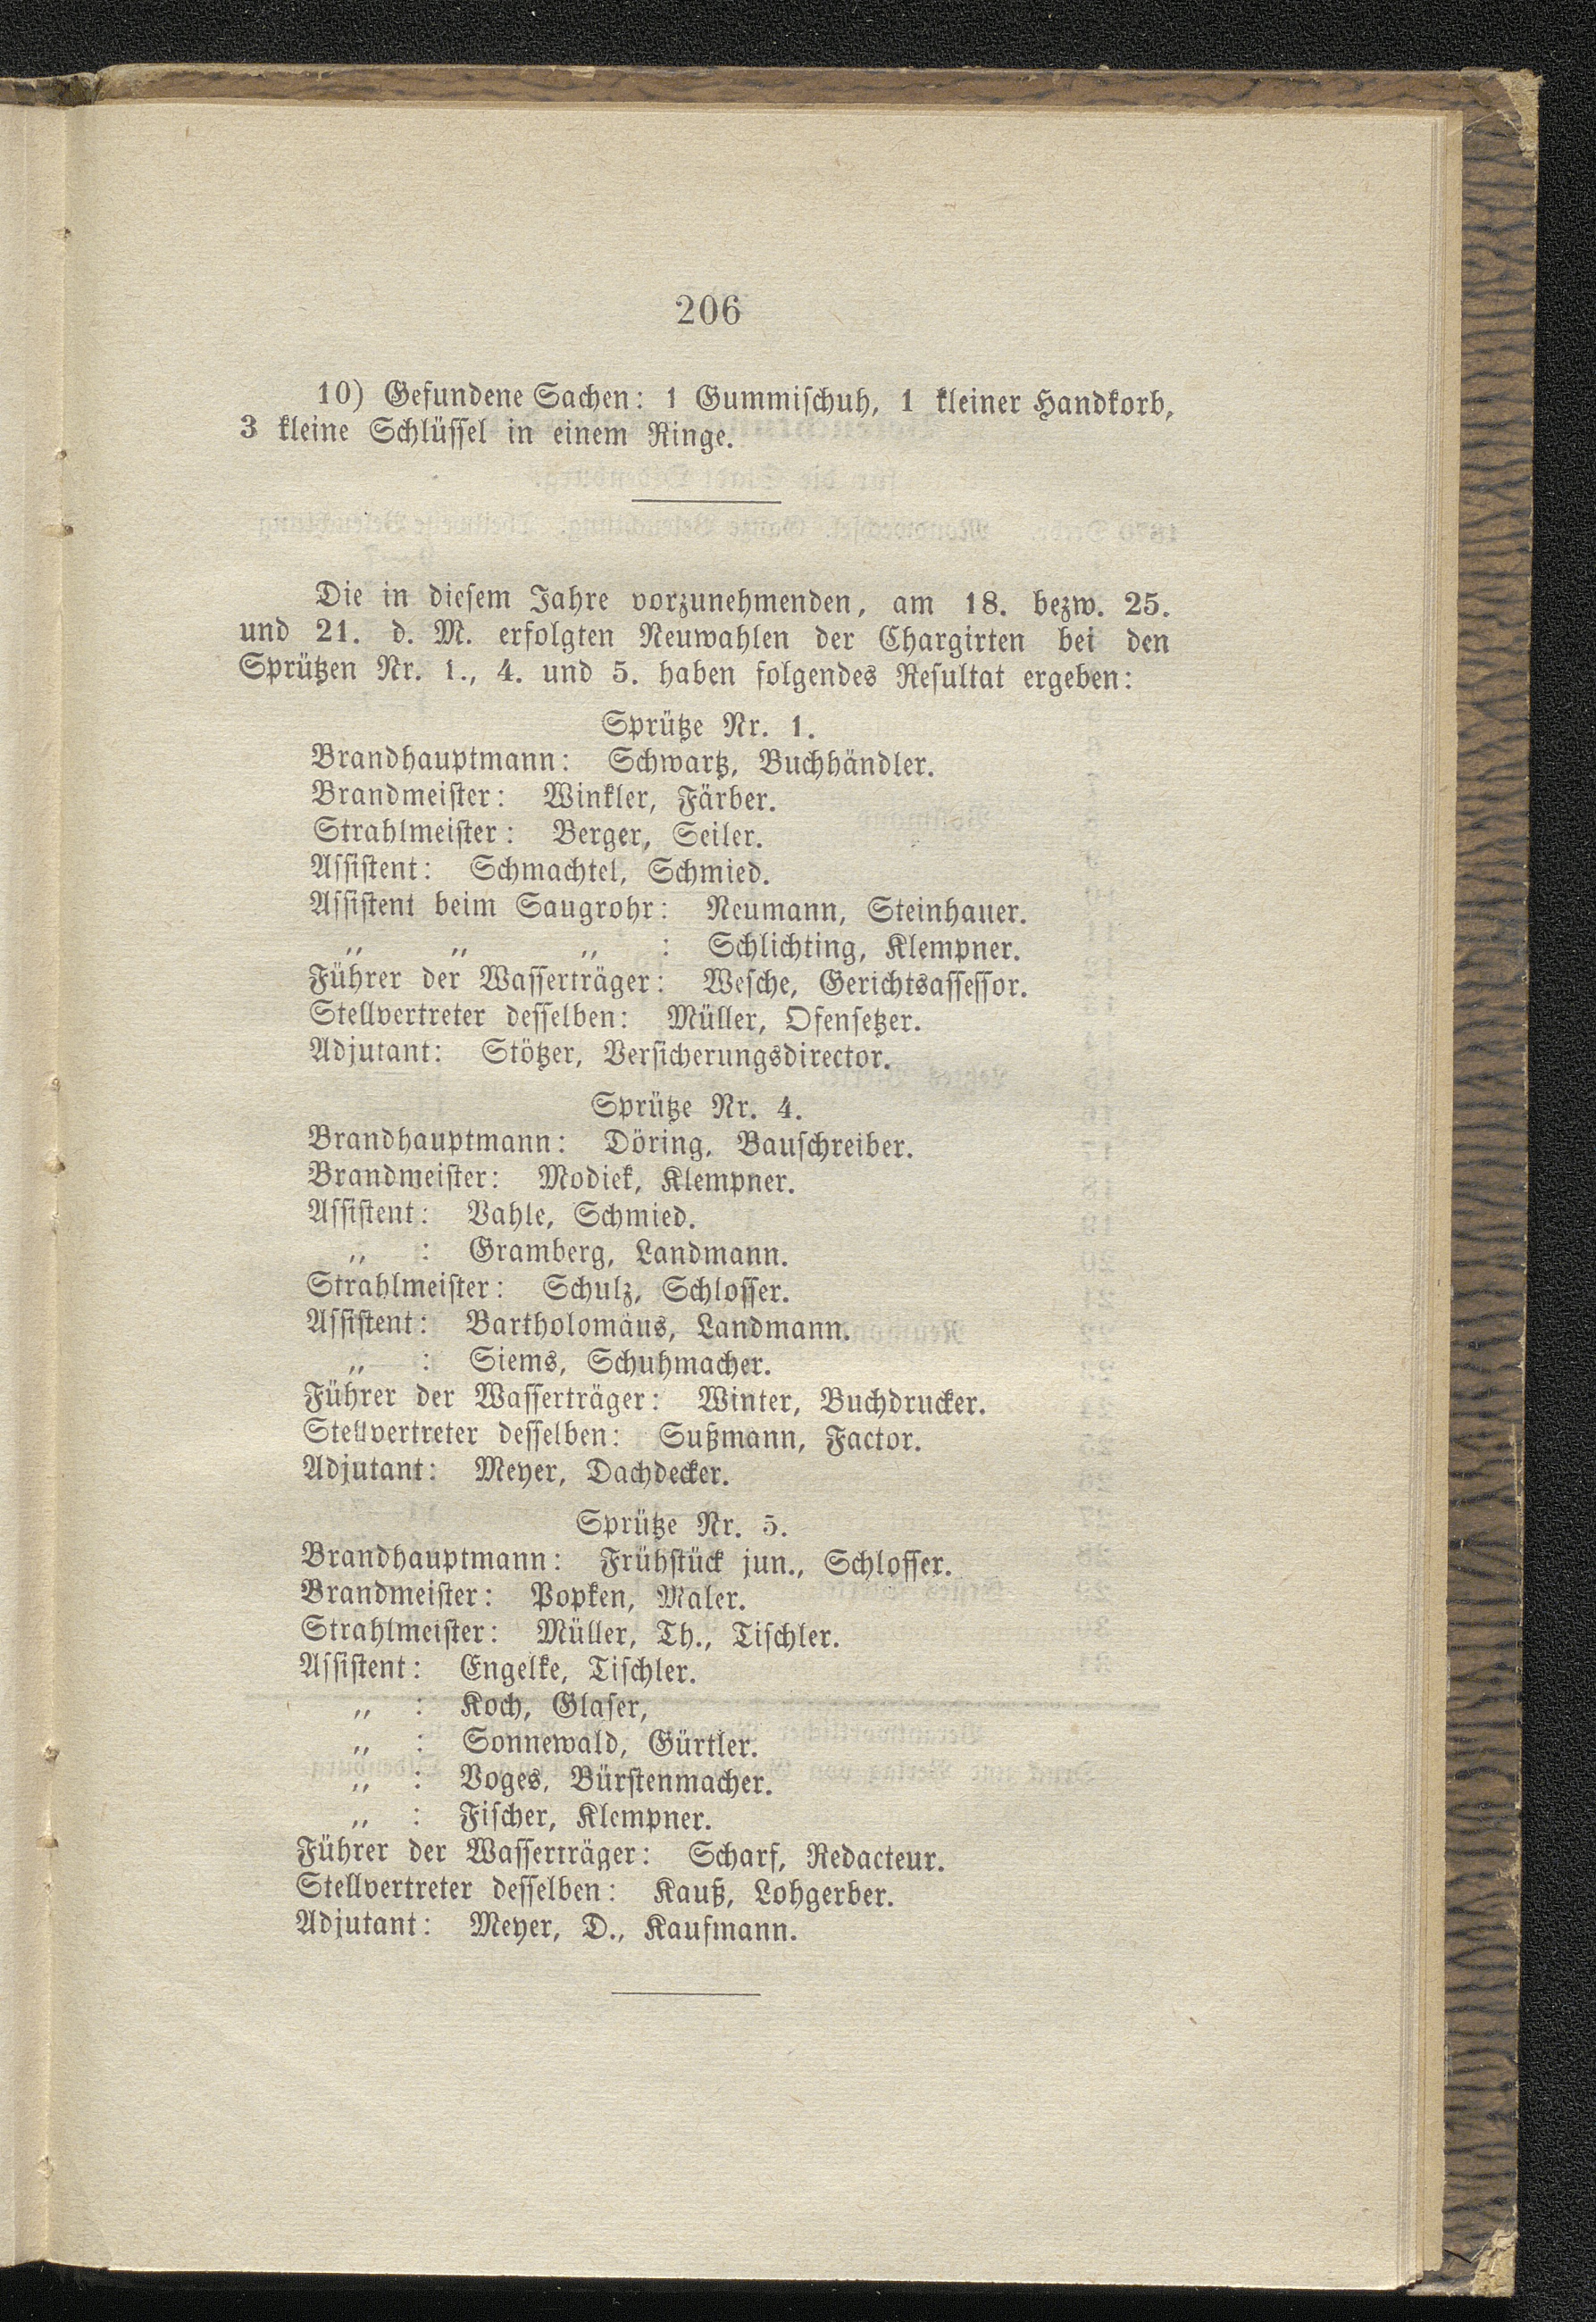 206
10) Gefundene Sachen: 1 Gummischuh, 1 kleiner Handkorb,
3 kleine Schlüssel in einem Ringe.
Die in diesem Jahre vorzunehmenden, am 18. bezw. 25.
und 21. d. M. erfolgten Neuwahlen der Chargirten bei den
Sprützen Nr. 1., 4. und 5. haben folgendes Resultat ergeben:
Sprütze Nr. 1.
Brandhauptmann: Schwartz, Buchhändler.
Brandmeister: Winkler, Färber.
Strahlmeister: Berger, Seiler.
Assistent: Schmachtel, Schmied.
Assistent beim Saugrohr: Neumann, Steinhauer.
„ „ „ : Schlichting, Klempner.
Führer der Wasserträger: Wesche, Gerichtsassessor.
Stellvertreter desselben: Müller, Ofensetzer.
Adjutant: Stötzer, Versicherungsdirector.
Sprütze Nr. 4.
Brandhauptmann: Döring, Bauschreiber.
Brandmeister: Modiek, Klempner.
Assistent: Vahle, Schmied.
„ : Gramberg, Landmann.
Strahlmeister: Schulz, Schlosser.
Assistent: Bartholomäus, Landmann.
„ : Siems, Schuhmacher.
Führer der Wasserträger: Winter, Buchdrucker.
Stellvertreter desselben: Sußmann, Factor.
Adjutant: Meyer, Dachdecker.
Sprütze Nr. 5.
Brandhauptmann: Frühstück jun., Schlosser.
Brandmeister: Popken, Maler.
Strahlmeister: Müller, Th., Tischler.
Assistent: Engelke, Tischler.
„ : Koch, Glaser,
„ : Sonnewald, Gürtler.
„ : Voges, Bürstenmacher.
„ : Fischer, Klempner.
Führer der Wasserträger: Scharf, Redacteur.
Stellvertreter desselben: Kauß, Lohgerber.
Adjutant: Meyer, D., Kaufmann.